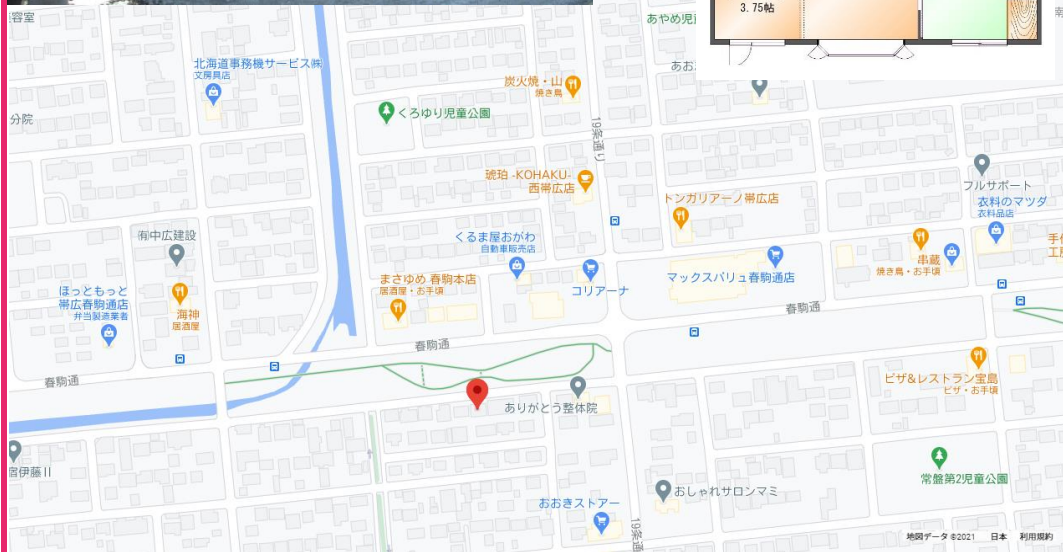 3.75帖
容室
あやめ児
南
北海道事務機サービス㈱
文房具店
あお
炭火焼・山
焼き鳥
分院
くろゆり児童公園
19条通り
琥珀 -KOHAKU-
西帯広店
フルサポート
トンガリアーノ帯広店
衣料のマツダ
衣料品店
㈲中広建設
くるま屋おがわ
自動車販売店
手
工
串蔵
焼き鳥・お手頃
マックスバリュ春駒通店
まさゆめ 春駒本店
居酒屋・お手頃
コリアーナ
ほっともっと
帯広春駒通店
弁当製造業者
海神
居酒屋
春駒通
春駒通
春駒通
ピザ&レストラン宝島
ピザ・お手頃
ありがとう整体院
宿伊藤II
常盤第2児童公園
おしゃれサロンマミ
おおきストアー
19条通
地図データ ©2021 日本 利用規約